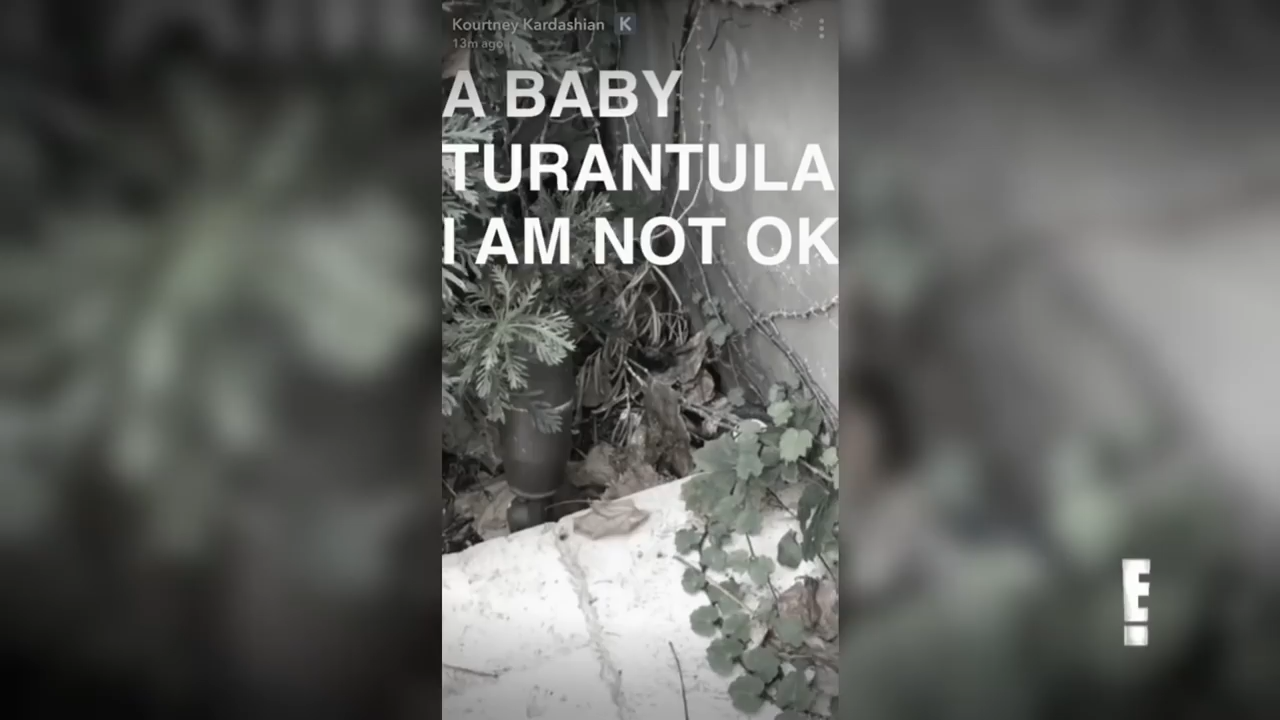 Kourtney Kardashian K
13m ago
A BABY
TURANTULA
I AM NOT OK
E!